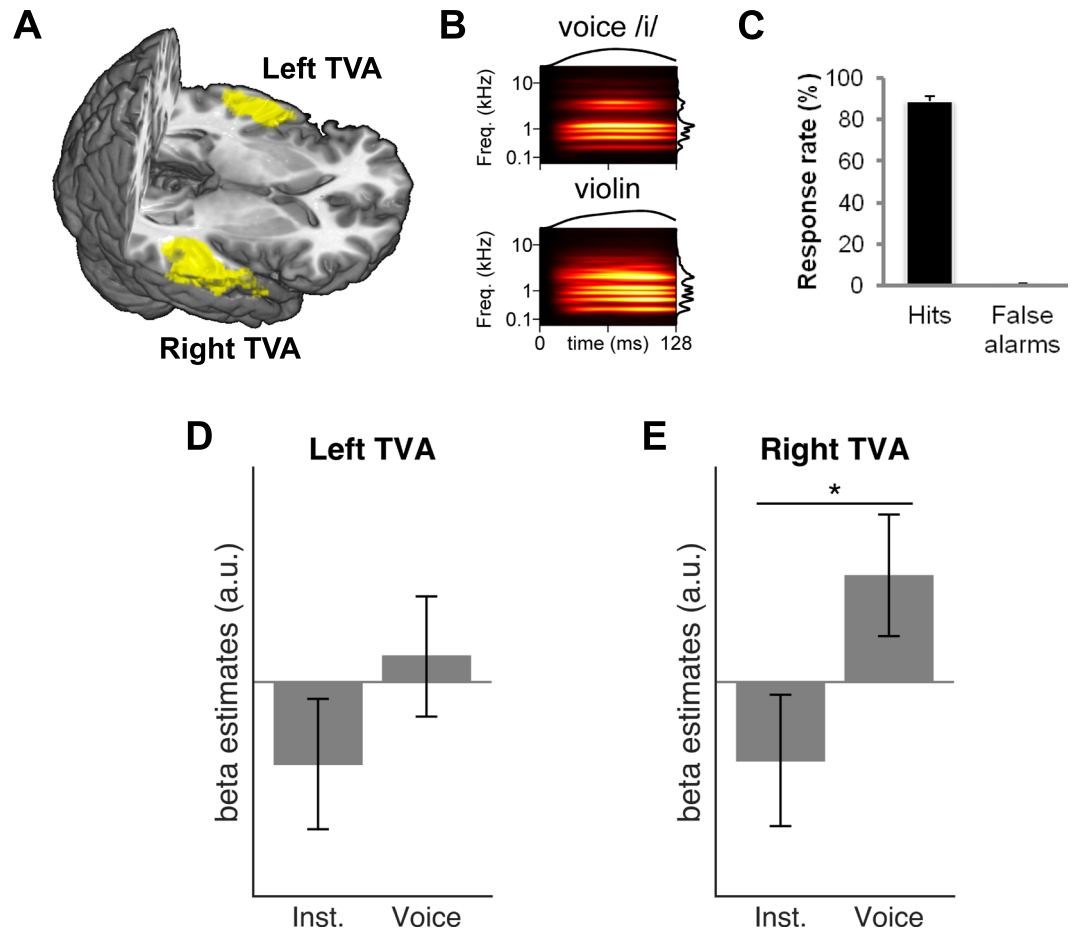 A
Left TVA
Right TVA
B
voice /i/
Freq. (kHz)
10
1
0.1
violin
Freq. (kHz)
10
1
0.1
0 time (ms) 128
C
Response rate (%)
100
80
60
40
20
0
Hits
False
alarms
D
Left TVA
beta estimates (a.u.)
Inst. Voice
E
Right TVA
*
beta estimates (a.u.)
Inst. Voice